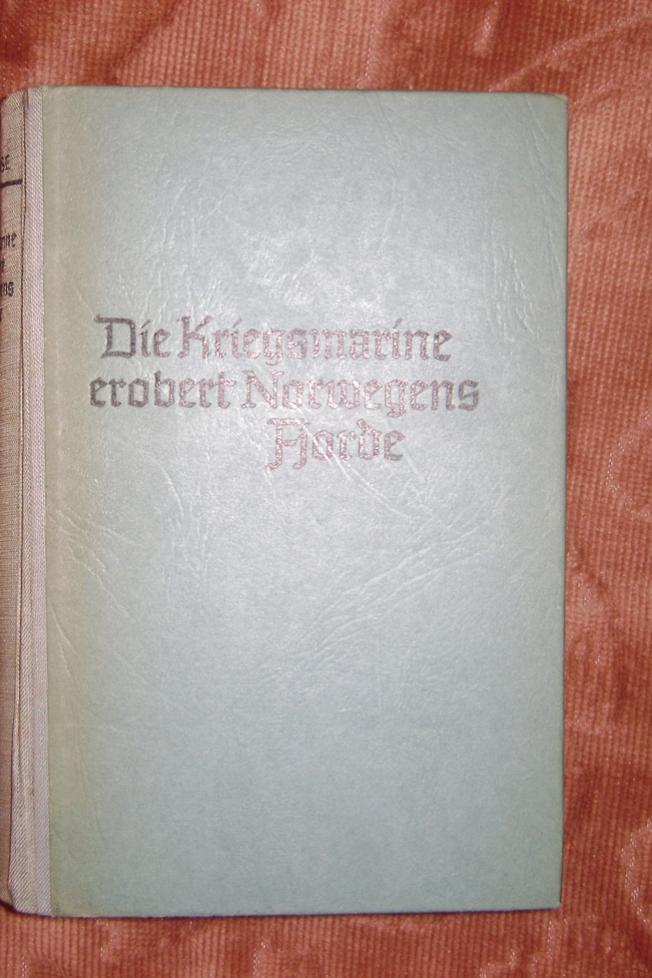 Die Kriegsmarine
erobert Norwegens
Fjorde